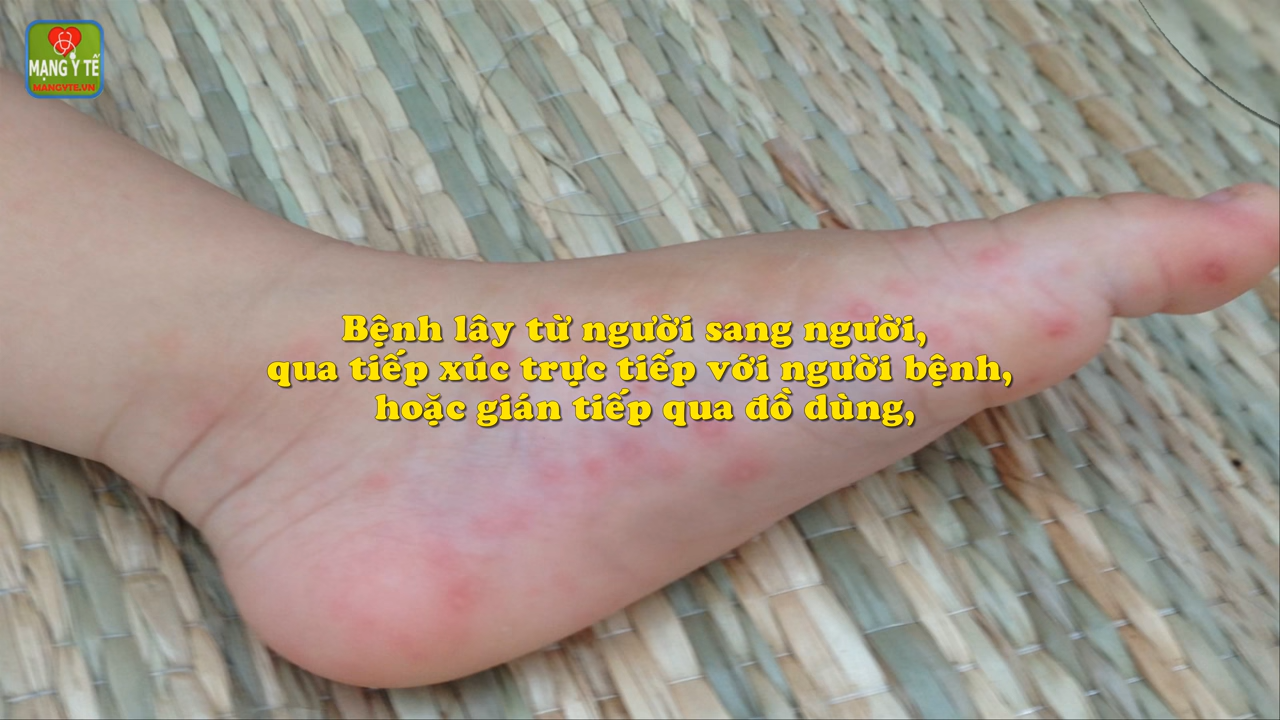 MẠNG Y TẾ
MANGYTE.VN
Bệnh lây từ người sang người,
qua tiếp xúc trực tiếp với người bệnh,
hoặc gián tiếp qua đồ dùng,